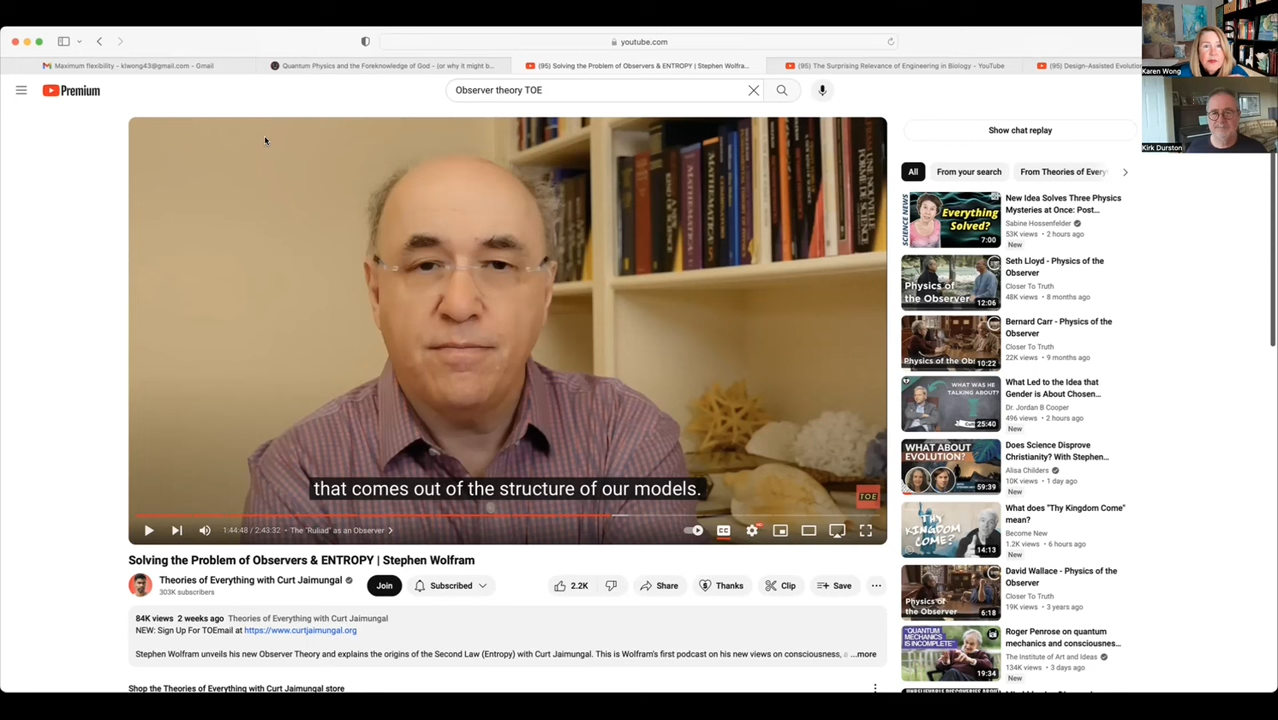 youtube.com
Maximum flexibility - klwong43@gmail.com - Gmail
Quantum Physics and the Foreknowledge of God - (or why it might b...
(95) Solving the Problem of Observers & ENTROPY | Stephen Wolfra...
(95) The Surprising Relevance of Engineering in Biology - YouTube
(95) Design-Assisted Evolution
Premium
Observer theory TOE
UNE NOUVELLE FORME DE SCIENCE
MATHEMATICA
that comes out of the structure of our models.
TOE
1:44:48 / 2:43:32 • The "Ruliad" as an Observer >
CC
Solving the Problem of Observers & ENTROPY | Stephen Wolfram
Theories of Everything with Curt Jaimungal
303K subscribers
Join
Subscribed
2.2K
Share
Thanks
Clip
Save
84K views 2 weeks ago Theories of Everything with Curt Jaimungal
NEW: Sign Up For TOEmail at https://www.curtjaimungal.org
Stephen Wolfram unveils his new Observer Theory and explains the origins of the Second Law (Entropy) with Curt Jaimungal. This is Wolfram's first podcast on his new views on consciousness, a ...more
Shop the Theories of Everything with Curt Jaimungal store
Karen Wong
Kirk Durston
Show chat replay
All
From your search
From Theories of Every
SCIENCE NEWS
Everything Solved?
7:00
New Idea Solves Three Physics
Mysteries at Once: Post...
Sabine Hossenfelder
53K views • 2 hours ago
New
Physics of
the Observer
12:06
Seth Lloyd - Physics of the
Observer
Closer To Truth
48K views • 8 months ago
Physics of the Ob
10:22
Bernard Carr - Physics of the
Observer
Closer To Truth
22K views • 9 months ago
WHAT WAS HE
TALKING ABOUT?
25:40
What Led to the Idea that
Gender is About Chosen...
Dr. Jordan B Cooper
496 views • 2 hours ago
New
WHAT ABOUT
EVOLUTION?
59:39
Does Science Disprove
Christianity? With Stephen...
Alisa Childers
10K views • 1 day ago
New
THY
KINGDOM
COME?
14:13
What does "Thy Kingdom Come"
mean?
Become New
1.2K views • 6 hours ago
New
Physics of
the Observer
6:18
David Wallace - Physics of the
Observer
Closer To Truth
19K views • 3 years ago
"QUANTUM
MECHANICS IS
INCOMPLETE"
19:34
Roger Penrose on quantum
mechanics and consciousnes...
The Institute of Art and Ideas
134K views • 3 days ago
New